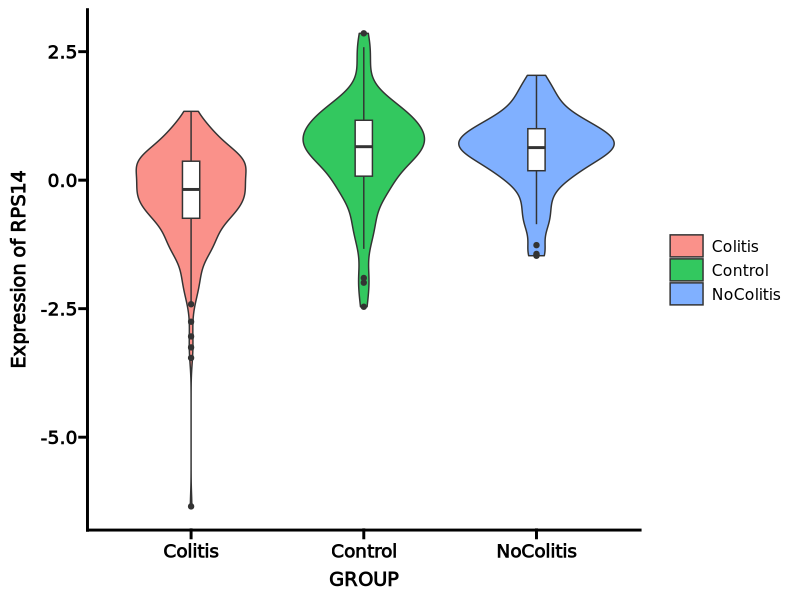 Expression of RPS14
2.5
0.0
-2.5
-5.0
Colitis
Control
NoColitis
GROUP
Colitis
Control
NoColitis